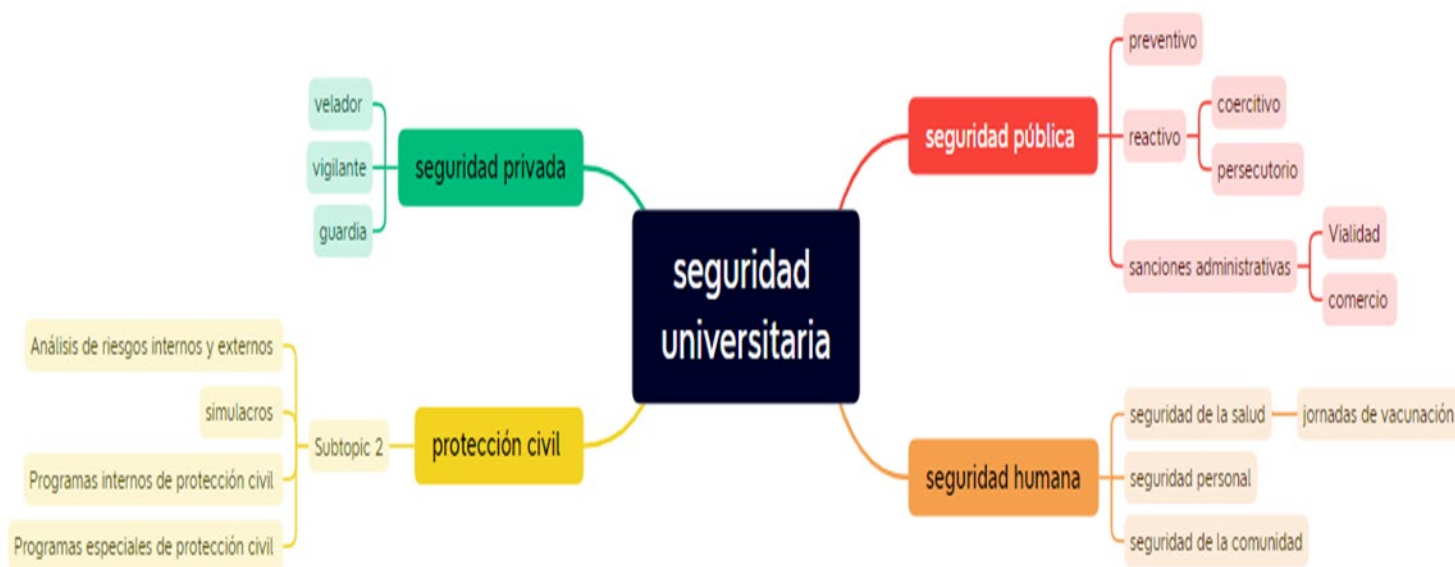 seguridad
universitaria
seguridad privada
velador
vigilante
guardia
protección civil
Subtopic 2
Análisis de riesgos internos y externos
simulacros
Programas internos de protección civil
Programas especiales de protección civil
seguridad pública
preventivo
reactivo
coercitivo
persecutorio
sanciones administrativas
Vialidad
comercio
seguridad humana
seguridad de la salud
jornadas de vacunación
seguridad personal
seguridad de la comunidad